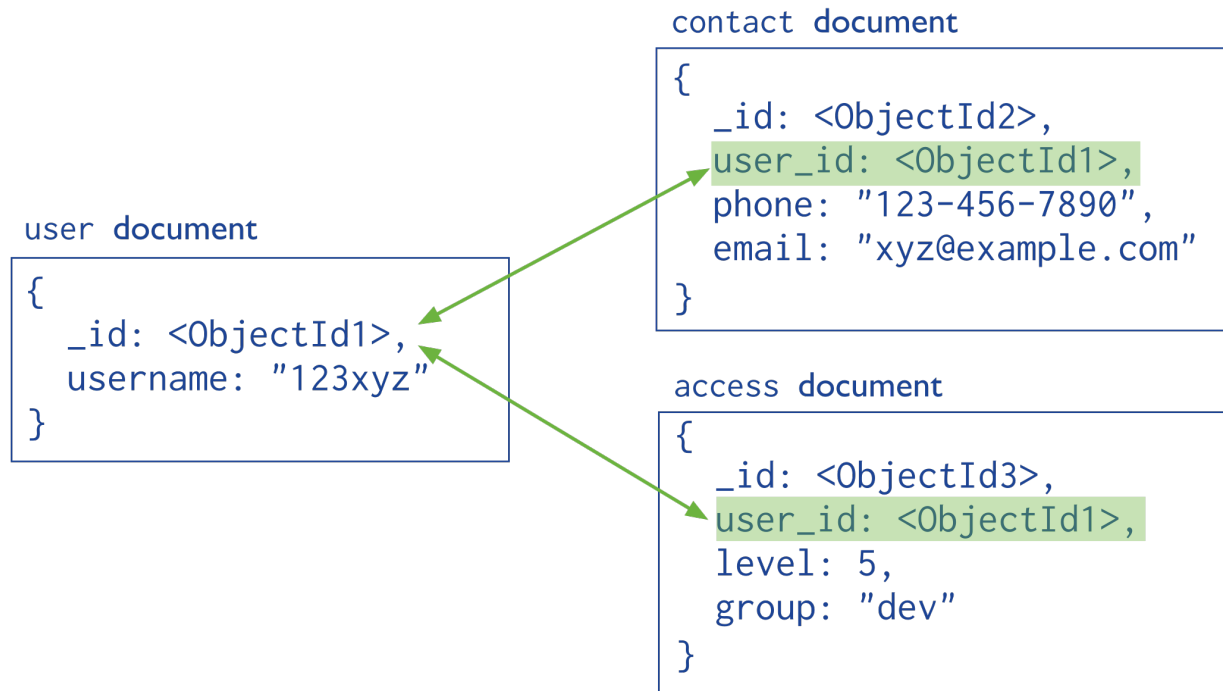 user document
{
_id: <ObjectId1>,
username: "123xyz"
}
contact document
{
_id: <ObjectId2>,
user_id: <ObjectId1>,
phone: "123-456-7890",
email: "xyz@example.com"
}
access document
{
_id: <ObjectId3>,
user_id: <ObjectId1>,
level: 5,
group: "dev"
}